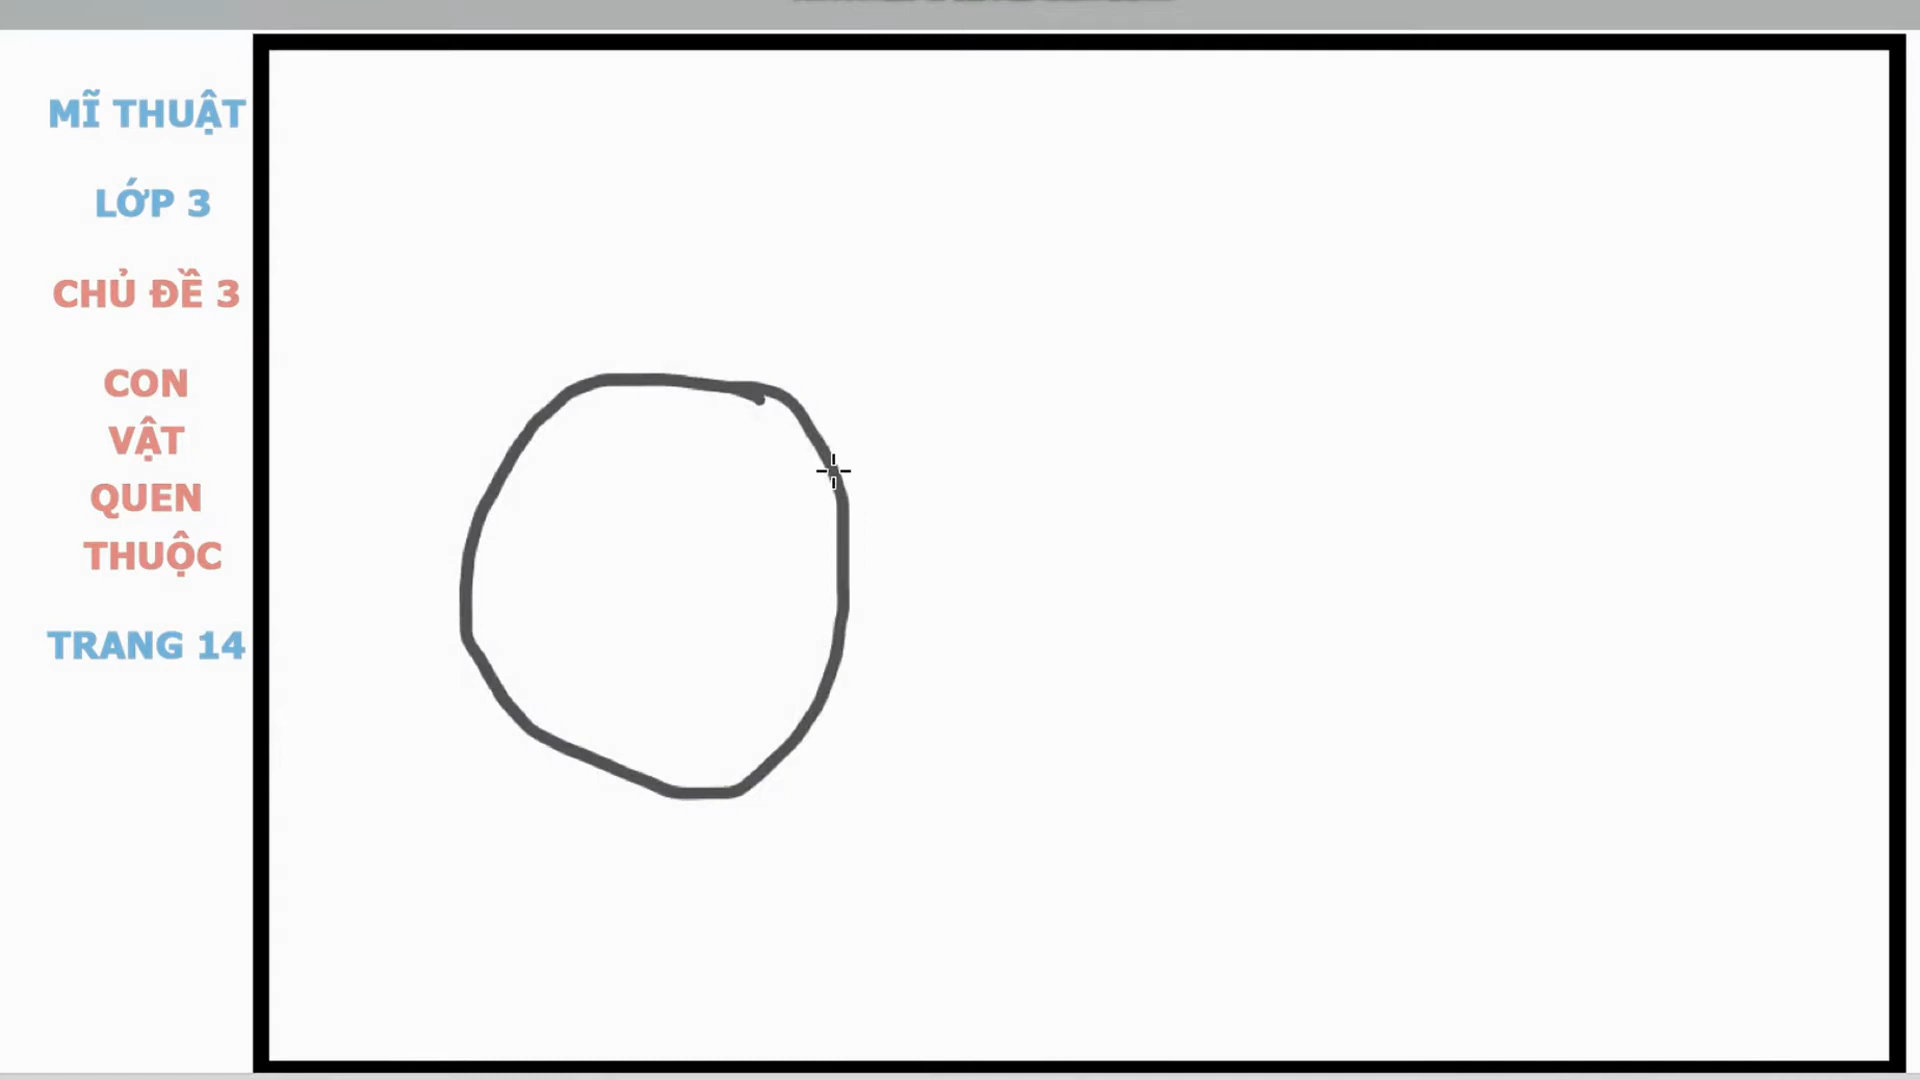 MĨ THUẬT
LỚP 3
CHỦ ĐỀ 3
CON
VẬT
QUEN
THUỘC
TRANG 14